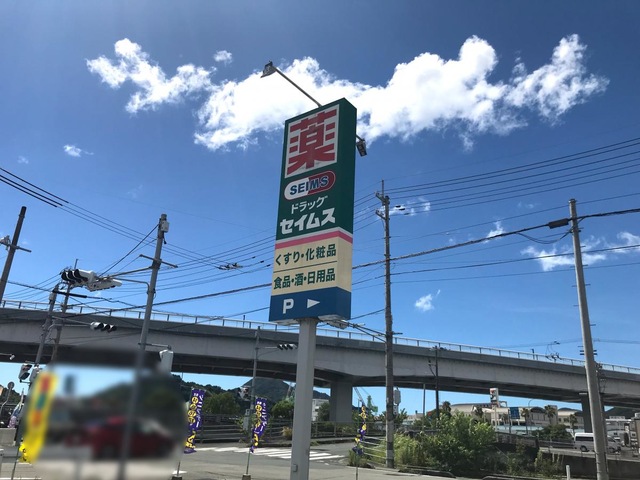 薬
SEIMS
ドラッグ
セイムス
くすり・化粧品
食品・酒・日用品
P